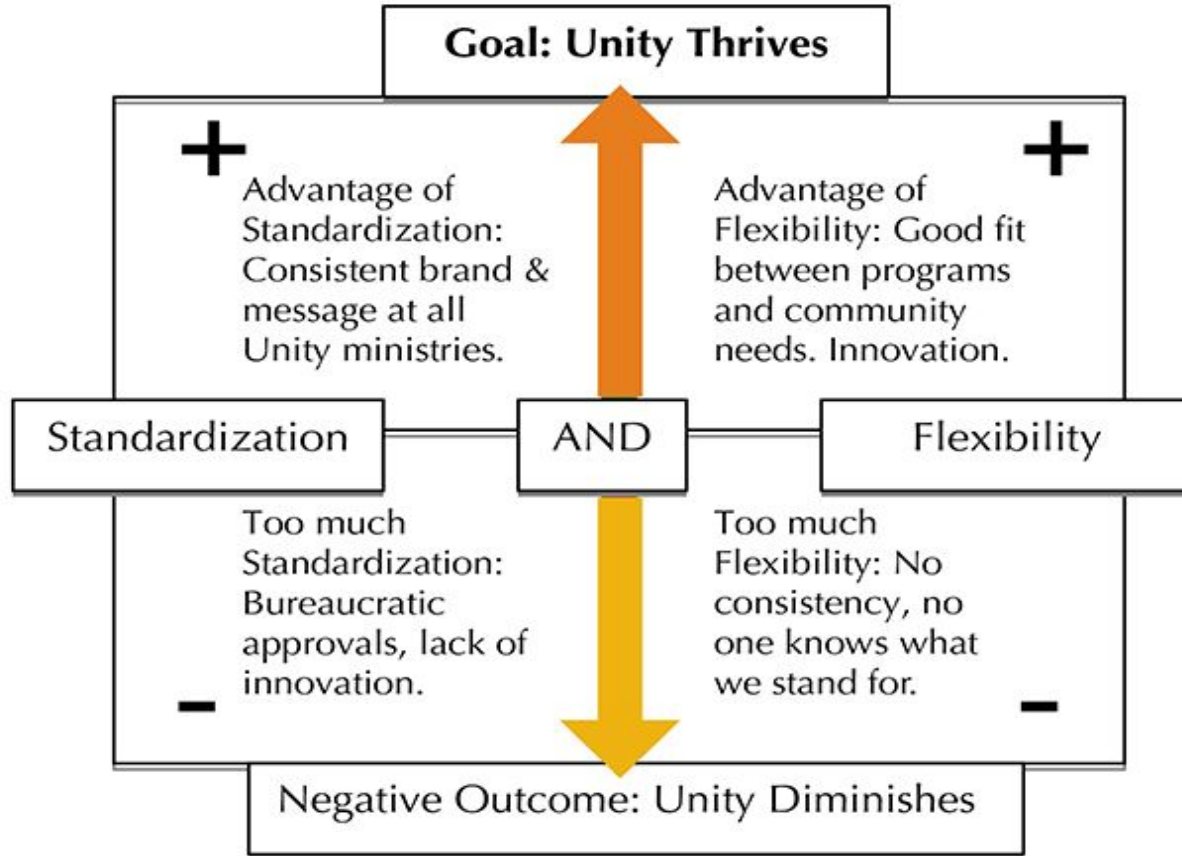 Goal: Unity Thrives
+
+
Advantage of
Standardization:
Consistent brand &
message at all
Unity ministries.
Advantage of
Flexibility: Good fit
between programs
and community
needs. Innovation.
Standardization
AND
Flexibility
Too much
Standardization:
Bureaucratic
approvals, lack of
innovation.
Too much
Flexibility: No
consistency, no
one knows what
we stand for.
-
-
Negative Outcome: Unity Diminishes